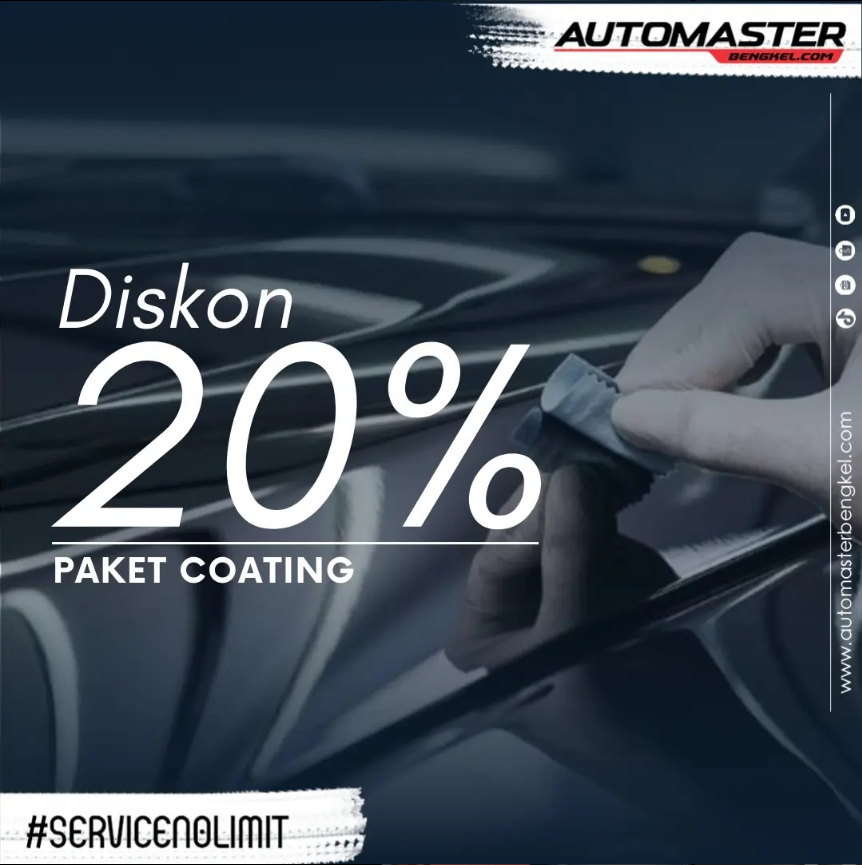 AUTOMASTER
BENGKEL.COM
Diskon
20%
PAKET COATING
www.automasterbengkel.com
#SERVICENOLIMIT